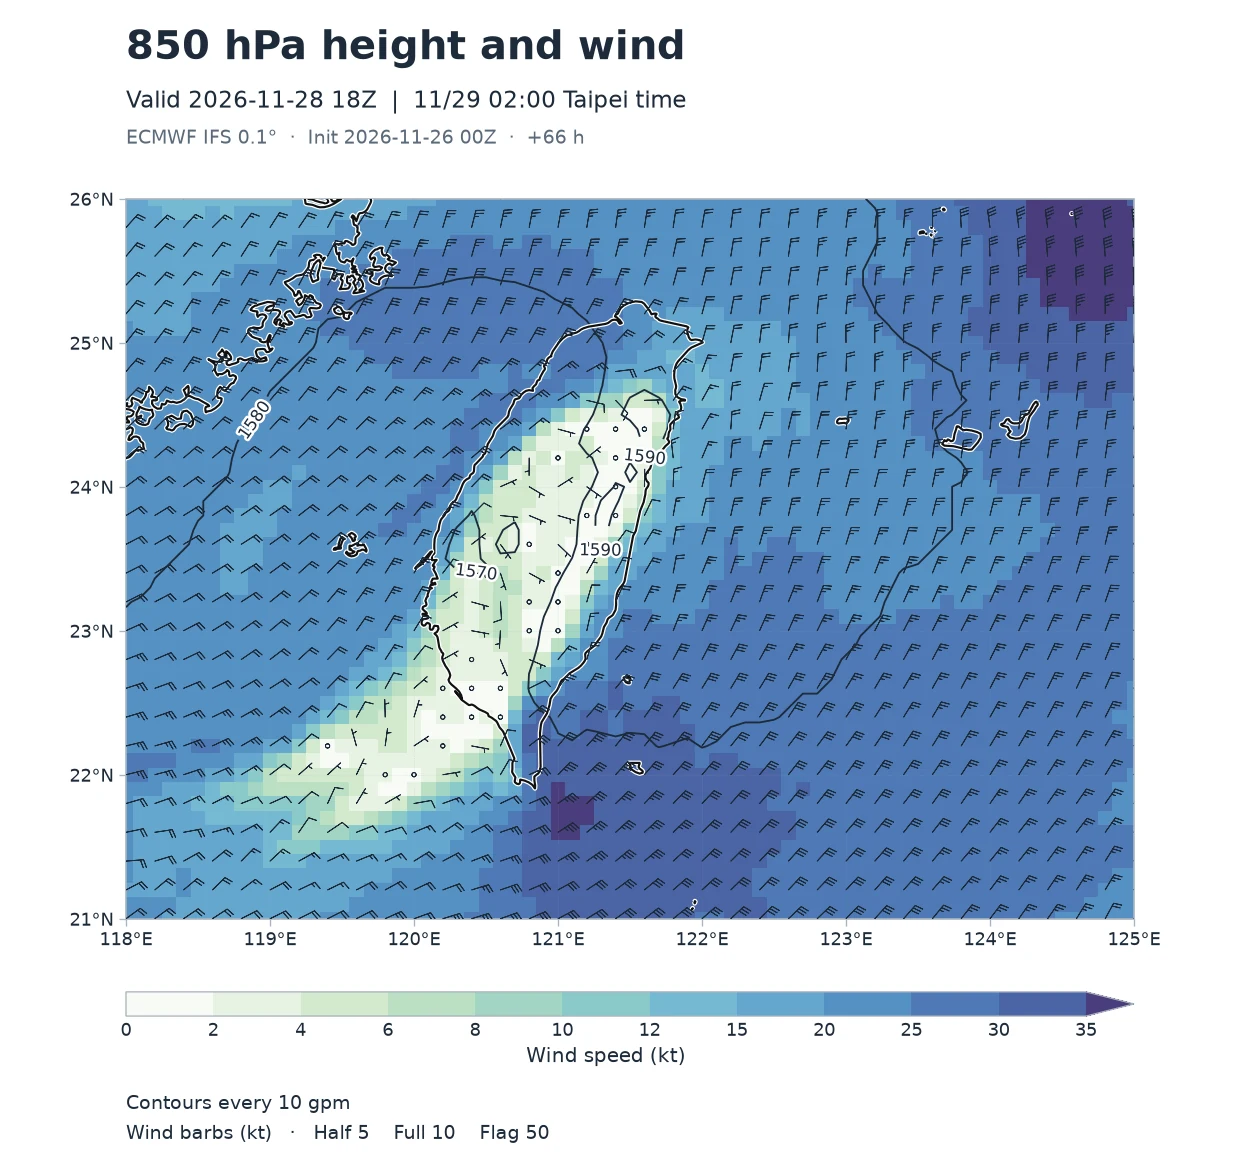 850 hPa height and wind
Valid 2026-11-28 18Z | 11/29 02:00 Taipei time
ECMWF IFS 0.1° · Init 2026-11-26 00Z · +66 h
26°N
25°N
24°N
23°N
22°N
21°N
1580
1590
1590
1570
118°E 119°E 120°E 121°E 122°E 123°E 124°E 125°E
0 2 4 6 8 10 12 15 20 25 30 35
Wind speed (kt)
Contours every 10 gpm
Wind barbs (kt) · Half 5 Full 10 Flag 50